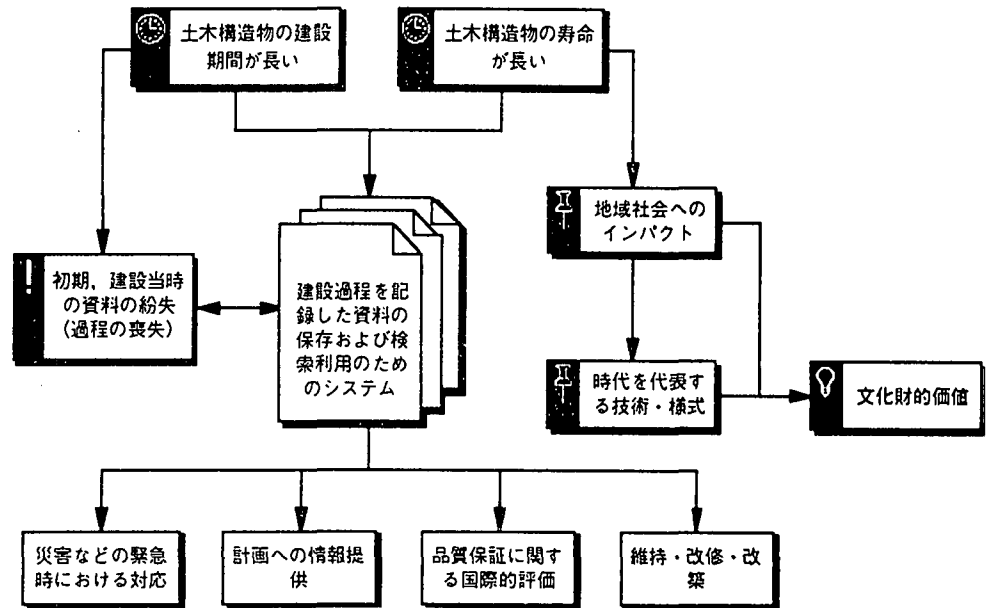 土木構造物の建設
期間が長い
土木構造物の寿命
が長い
地域社会への
インパクト
初期，建設当時
の資料の紛失
(過程の喪失)
建設過程を記
録した資料の
保存および検
索利用のため
のシステム
時代を代表す
る技術・様式
文化財的価値
災害などの緊急
時における対応
計画への情報提
供
品質保証に関す
る国際的評価
維持・改修・改
築